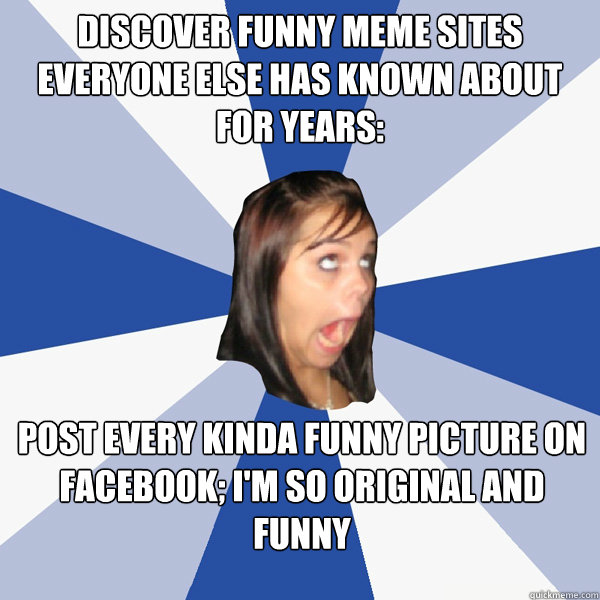 DISCOVER FUNNY MEME SITES
EVERYONE ELSE HAS KNOWN ABOUT
FOR YEARS:
POST EVERY KINDA FUNNY PICTURE ON
FACEBOOK; I'M SO ORIGINAL AND
FUNNY
quickmeme.com